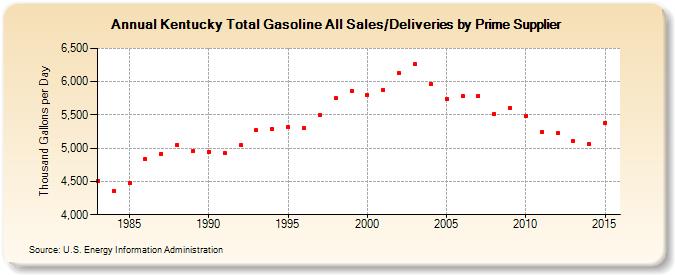 Annual Kentucky Total Gasoline All Sales/Deliveries by Prime Supplier
Thousand Gallons per Day
6,500
6,000
5,500
5,000
4,500
4,000
1985 1990 1995 2000 2005 2010 2015
Source: U.S. Energy Information Administration